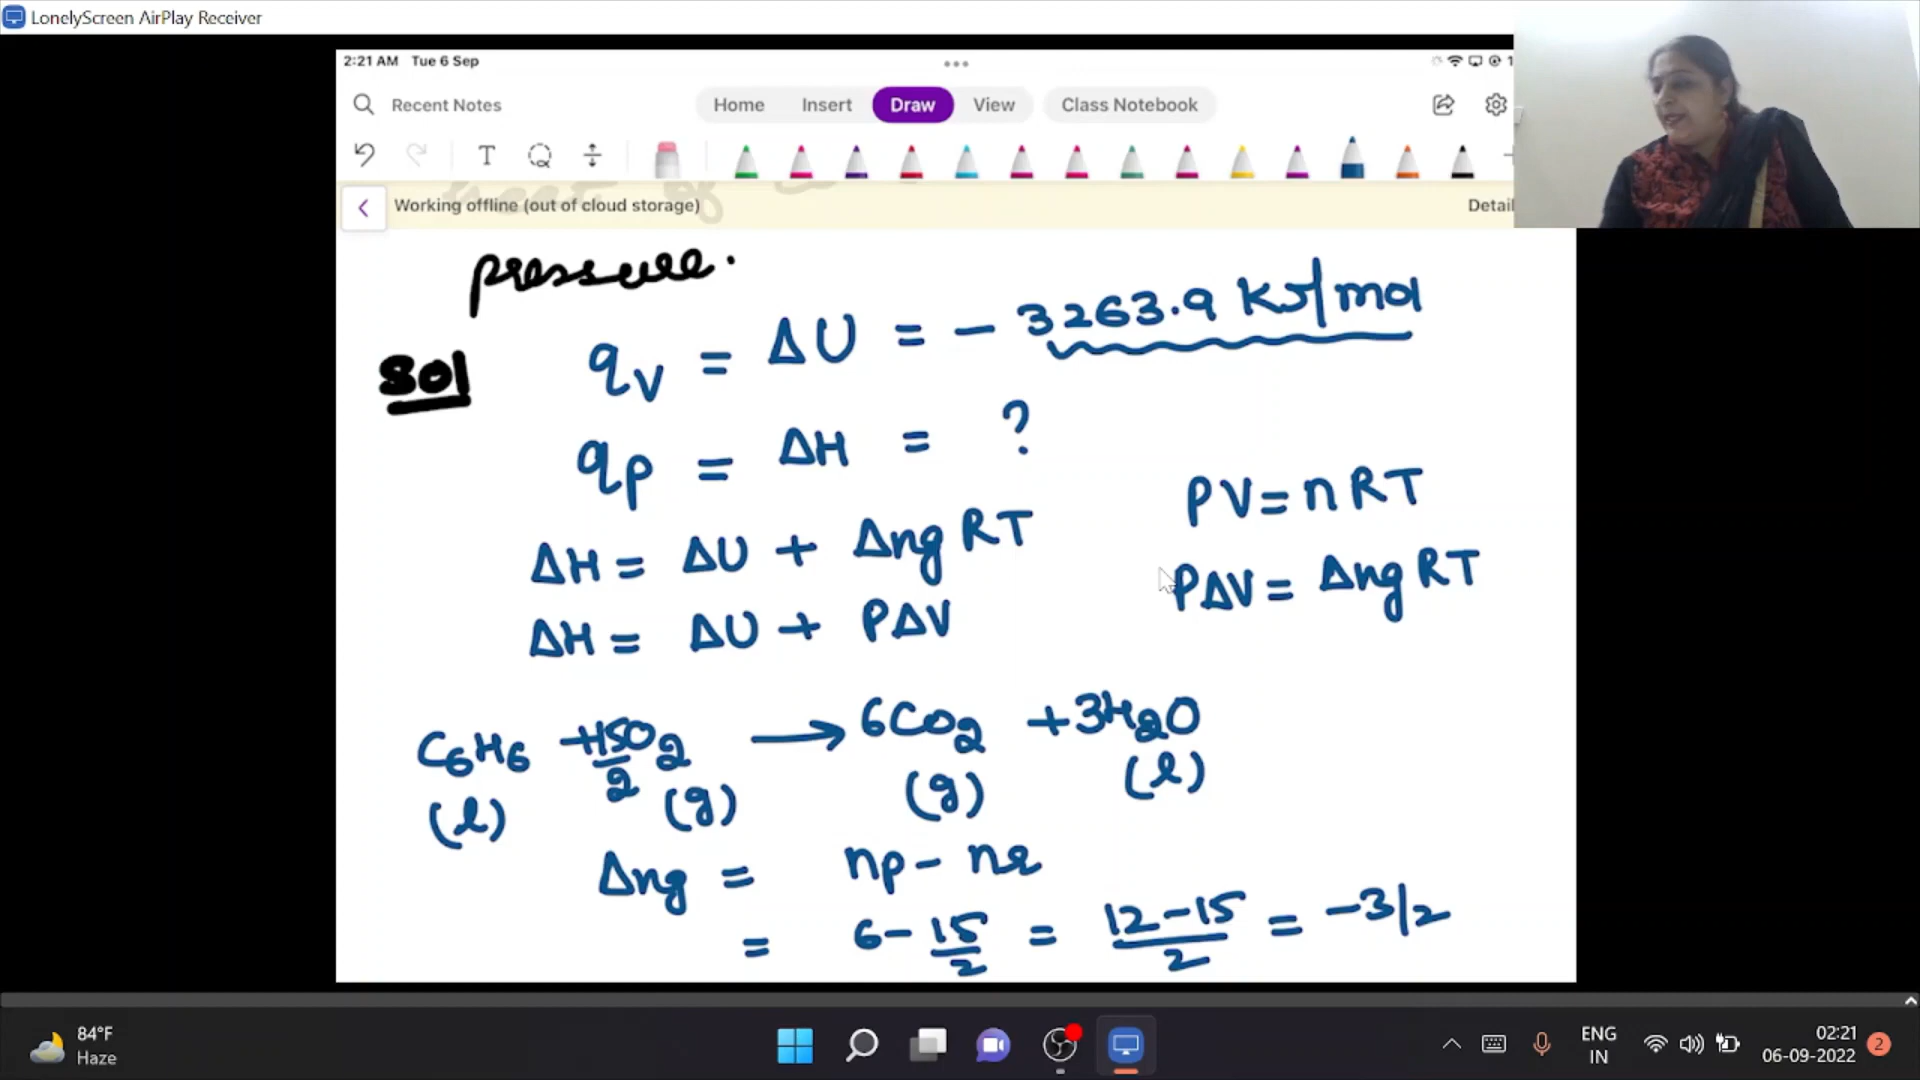 LonelyScreen AirPlay Receiver
2:21 AM Tue 6 Sep
Recent Notes
Home Insert Draw View Class Notebook
T
heat of
Working offline (out of cloud storage)
Detail
pressure.
Sol
qv = ΔU = - 3263.9 KJ/mol
qp = ΔH = ?
ΔH = ΔU + Δng RT
PV = nRT
ΔH = ΔU + PΔV
PΔV = Δng RT
C6H6 + 15/2 O2 → 6CO2 + 3H2O
(l) (g) (g) (l)
Δng = np - nr
= 6 - 15/2 = 12-15/2 = -3/2
84°F
Haze
ENG
IN
02:21
06-09-2022
2